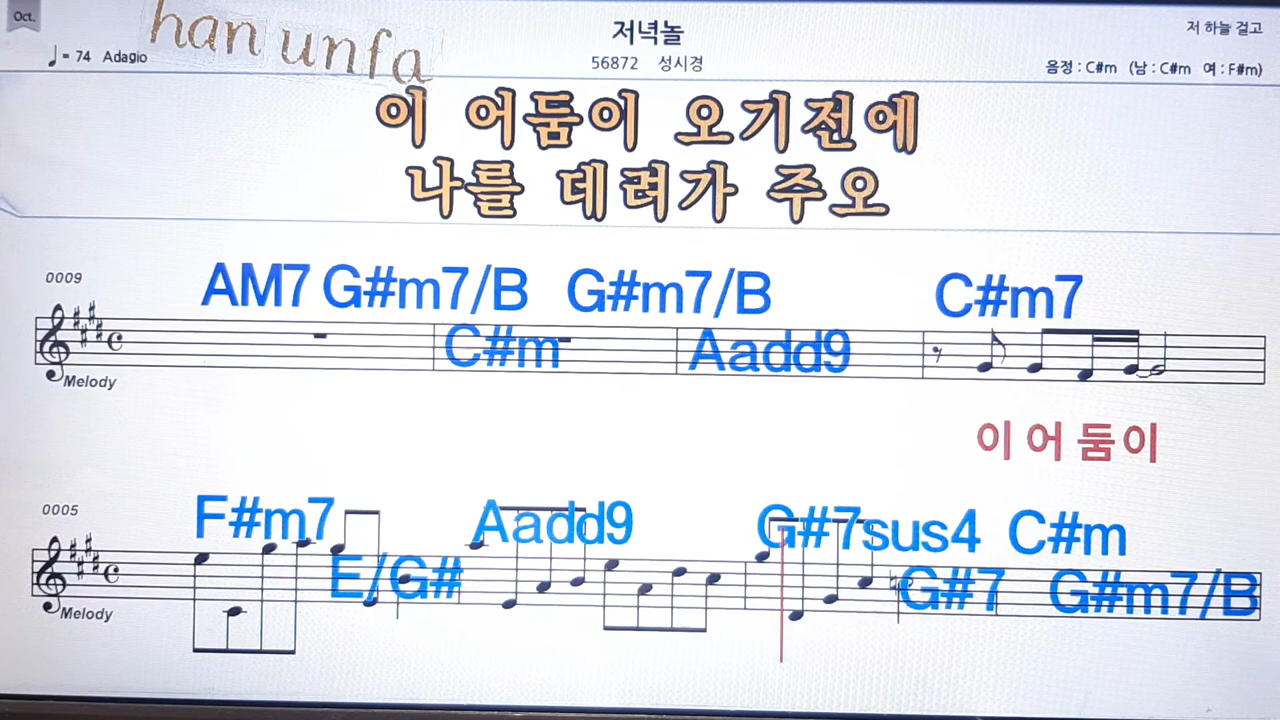 Oct.
han unfa
저녁놀
저 하늘 걸고
♩= 74 Adagio
56872 성시경
음정 : C#m (남 : C#m 여 : F#m)
이 어둠이 오기전에
나를 데려가 주오
0009
AM7 G#m7/B G#m7/B C#m7
C#m Aadd9
Melody
이 어 둠 이
0005
F#m7 Aadd9 G#7sus4 C#m
E/G# G#7 G#m7/B
Melody